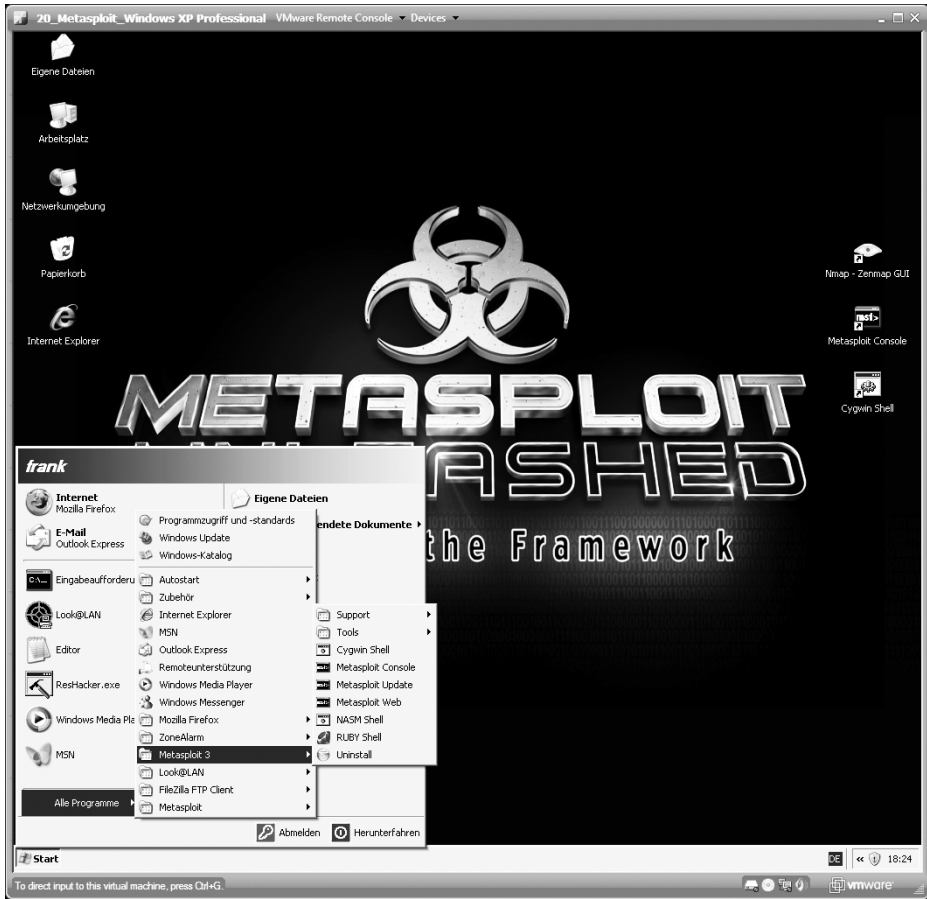 20_Metasploit_Windows XP Professional VMware Remote Console Devices
Eigene Dateien
Arbeitsplatz
Netzwerkumgebung
Papierkorb
Internet Explorer
Nmap - Zenmap GUI
msf>
Metasploit Console
Cygwin Shell
METASPLOIT
the Framework
frank
Internet
Mozilla Firefox
E-Mail
Outlook Express
Eingabeaufforderu
Look@LAN
Editor
ResHacker.exe
Windows Media Pla
MSN
Alle Programme
Eigene Dateien
endete Dokumente
Programmzugriff und -standards
Windows Update
Windows-Katalog
Autostart
Zubehör
Internet Explorer
MSN
Outlook Express
Remoteunterstützung
Windows Media Player
Windows Messenger
Mozilla Firefox
ZoneAlarm
Metasploit 3
Look@LAN
FileZilla FTP Client
Metasploit
Support
Tools
Cygwin Shell
Metasploit Console
Metasploit Update
Metasploit Web
NASM Shell
RUBY Shell
Uninstall
Abmelden Herunterfahren
Start
DE « 18:24
To direct input to this virtual machine, press Ctrl+G.
vmware